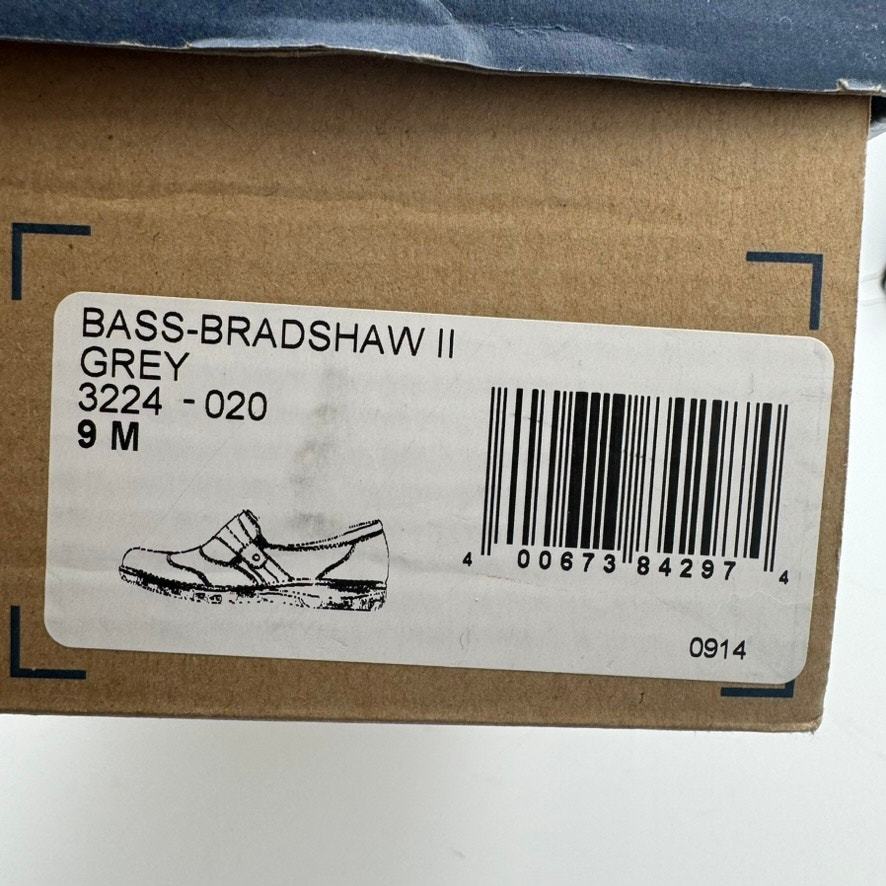 BASS-BRADSHAW II
GREY
3224 - 020
9 M
4 00673 84297 4
0914